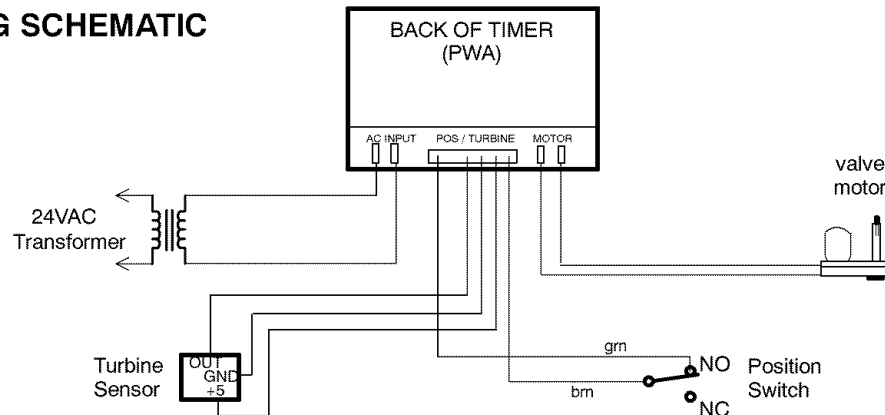 G SCHEMATIC
BACK OF TIMER
(PWA)
AC INPUT
POS / TURBINE
MOTOR
valve
motor
24VAC
Transformer
Turbine
Sensor
OUT
GND
+5
grn
brn
NO
NC
Position
Switch